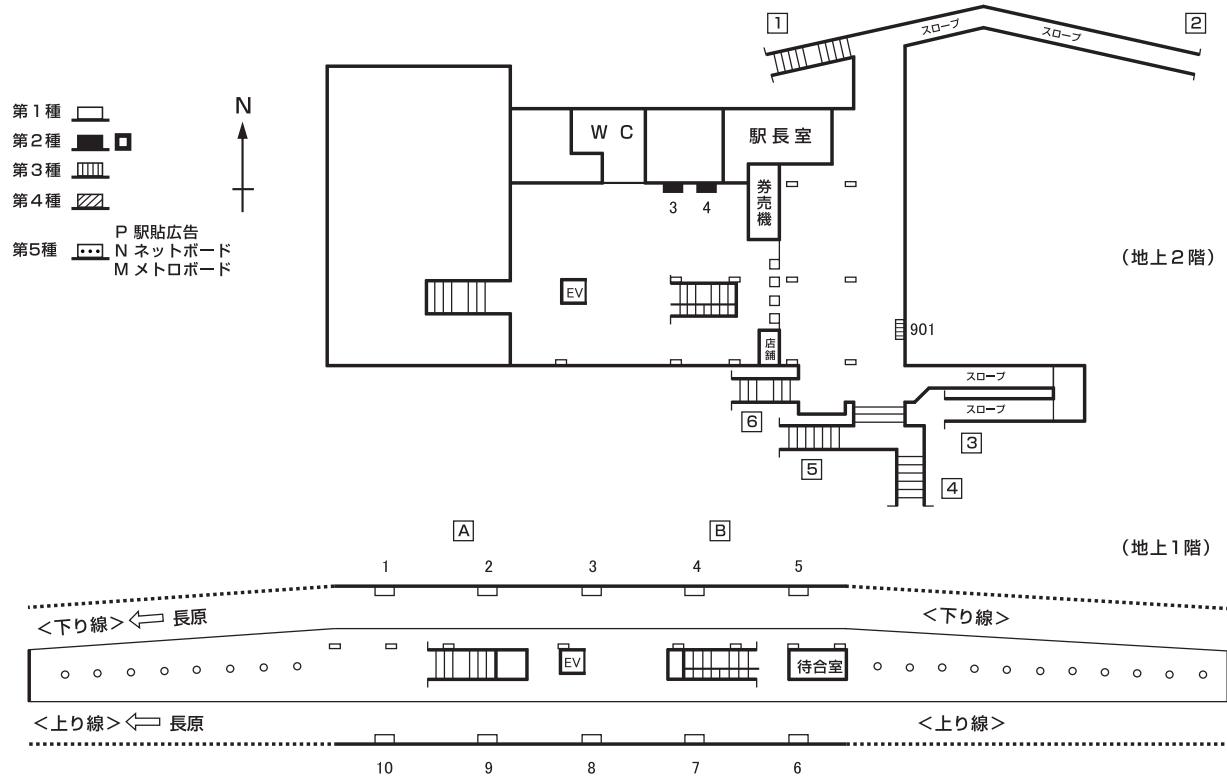 1
2
スロープ
スロープ
第1種
第2種
第3種
第4種
第5種
P 駅貼広告
N ネットボード
M メトロボード
N
W C
駅長室
券売機
3
4
EV
店舗
901
(地上2階)
スロープ
スロープ
6
5
3
4
A
B
(地上1階)
1
2
3
4
5
<下り線>
長原
<下り線>
EV
待合室
<上り線>
長原
<上り線>
10
9
8
7
6